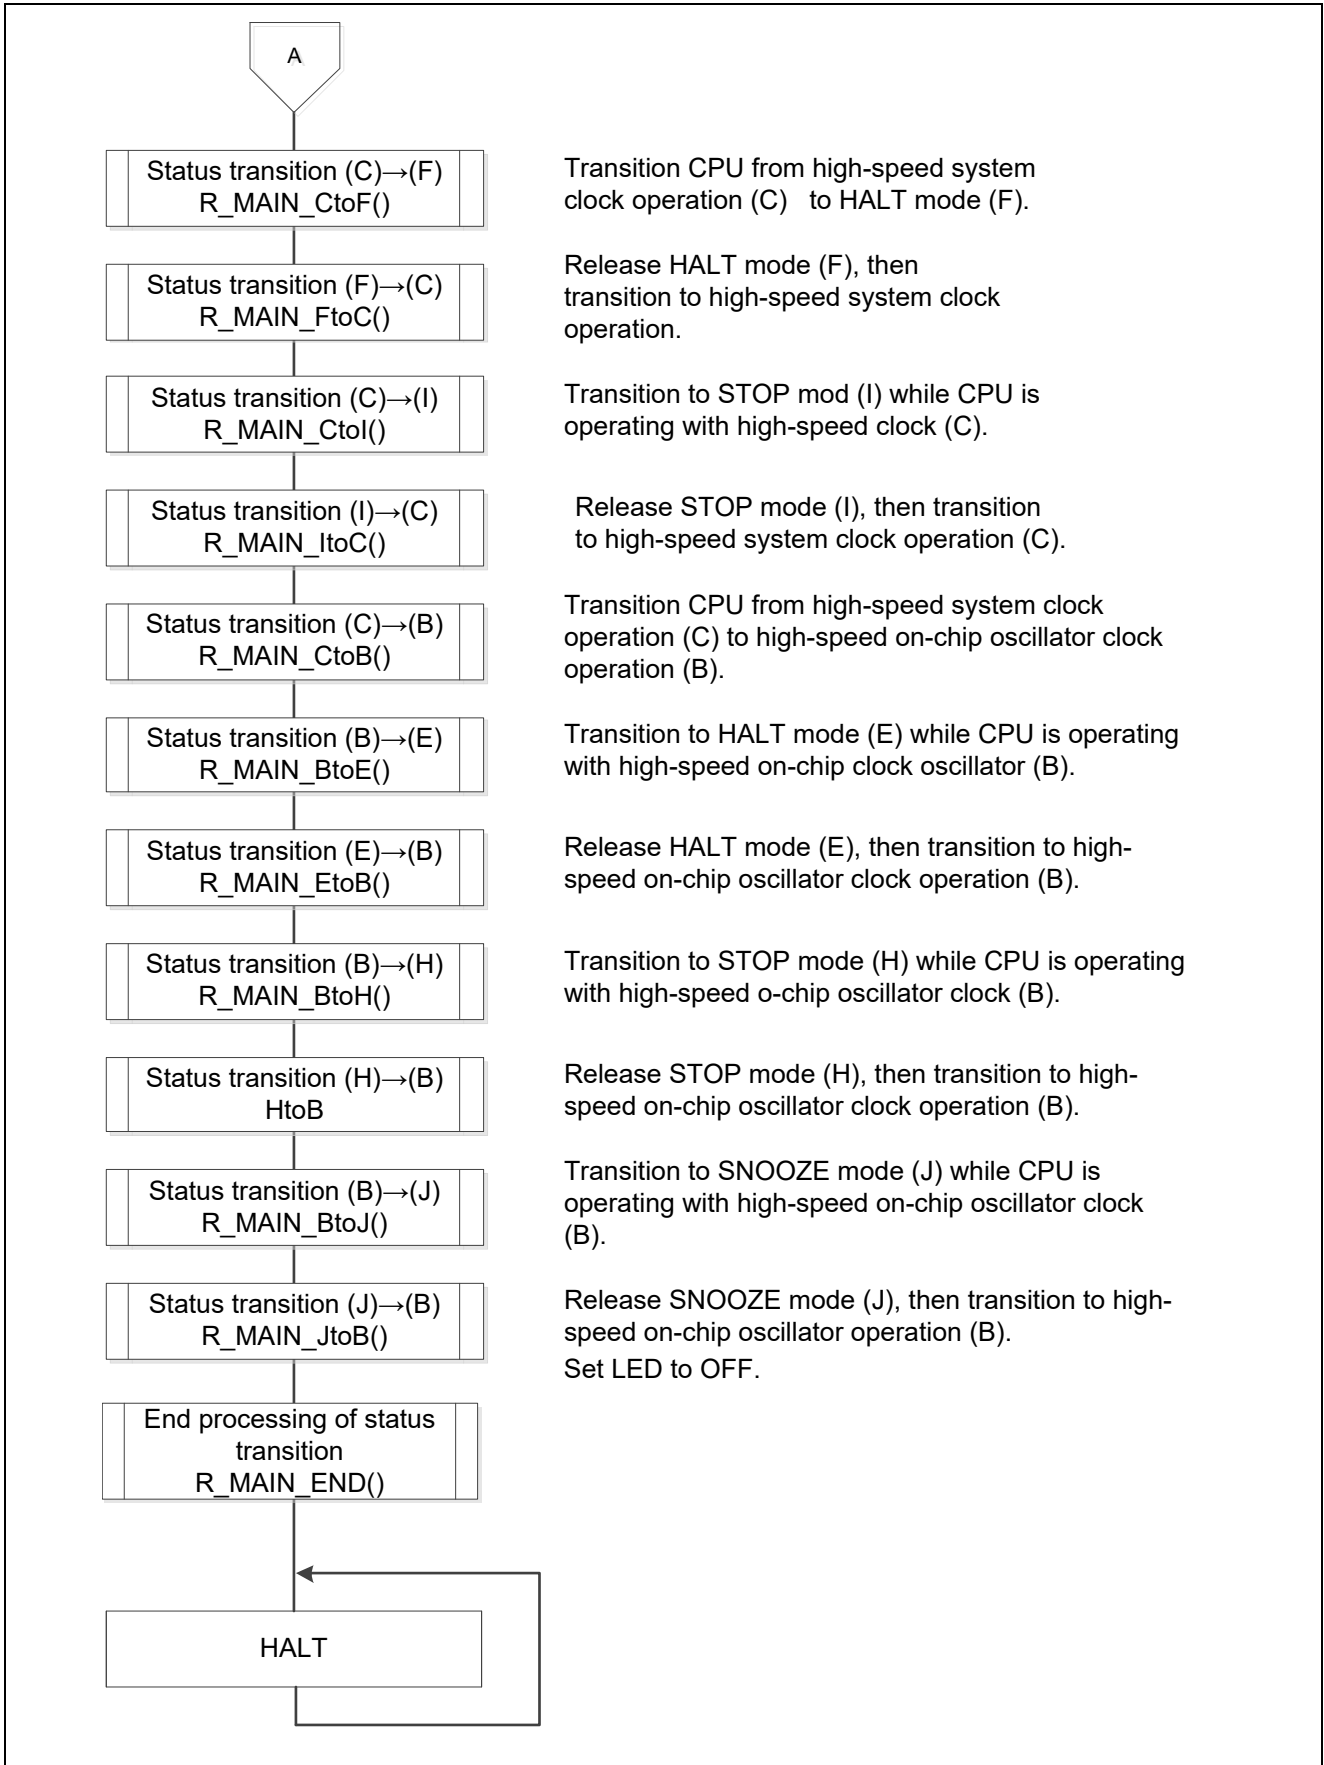 A
Status transition (C)→(F)
R_MAIN_CtoF()
Transition CPU from high-speed system
clock operation (C) to HALT mode (F).
Status transition (F)→(C)
R_MAIN_FtoC()
Release HALT mode (F), then
transition to high-speed system clock
operation.
Status transition (C)→(I)
R_MAIN_CtoI()
Transition to STOP mod (I) while CPU is
operating with high-speed clock (C).
Status transition (I)→(C)
R_MAIN_ItoC()
Release STOP mode (I), then transition
to high-speed system clock operation (C).
Status transition (C)→(B)
R_MAIN_CtoB()
Transition CPU from high-speed system clock
operation (C) to high-speed on-chip oscillator clock
operation (B).
Status transition (B)→(E)
R_MAIN_BtoE()
Transition to HALT mode (E) while CPU is operating
with high-speed on-chip clock oscillator (B).
Status transition (E)→(B)
R_MAIN_EtoB()
Release HALT mode (E), then transition to high-
speed on-chip oscillator clock operation (B).
Status transition (B)→(H)
R_MAIN_BtoH()
Transition to STOP mode (H) while CPU is operating
with high-speed o-chip oscillator clock (B).
Status transition (H)→(B)
HtoB
Release STOP mode (H), then transition to high-
speed on-chip oscillator clock operation (B).
Status transition (B)→(J)
R_MAIN_BtoJ()
Transition to SNOOZE mode (J) while CPU is
operating with high-speed on-chip oscillator clock
(B).
Status transition (J)→(B)
R_MAIN_JtoB()
Release SNOOZE mode (J), then transition to high-
speed on-chip oscillator operation (B).
Set LED to OFF.
End processing of status
transition
R_MAIN_END()
HALT